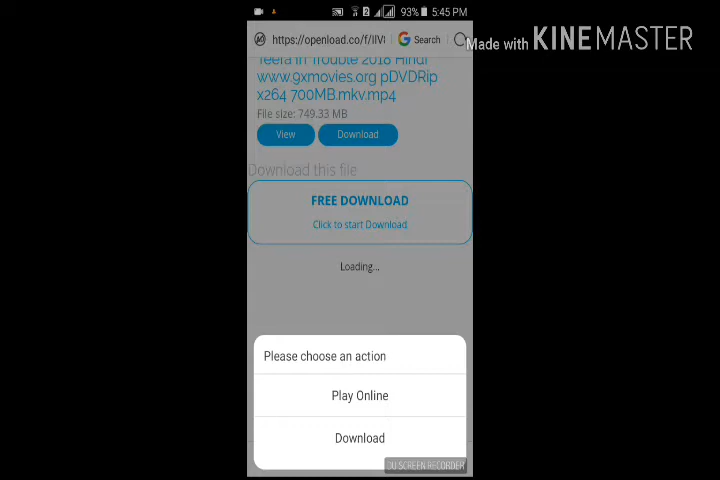 93% 5:45 PM
https://openload.co/f/IIV
Search
Made with KINEMASTER
Teefa In Trouble 2018 Hindi
www.9xmovies.org pDVDRip
x264 700MB.mkv.mp4
File size: 749.33 MB
View
Download
Download this file
FREE DOWNLOAD
Click to start Download
Loading...
Please choose an action
Play Online
Download
DU SCREEN RECORDER